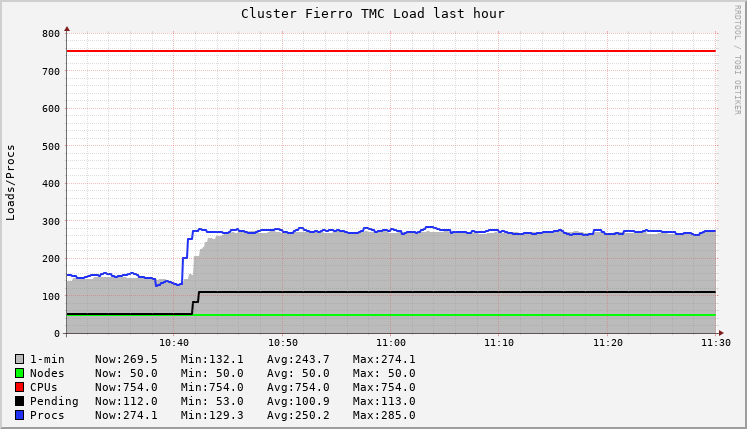 Cluster Fierro TMC Load last hour
RRDTOOL / TOBI OETIKER
Loads/Procs
800
700
600
500
400
300
200
100
0
10:40 10:50 11:00 11:10 11:20 11:30
1-min Now:269.5 Min:132.1 Avg:243.7 Max:274.1
Nodes Now: 50.0 Min: 50.0 Avg: 50.0 Max: 50.0
CPUs Now:754.0 Min:754.0 Avg:754.0 Max:754.0
Pending Now:112.0 Min: 53.0 Avg:100.9 Max:113.0
Procs Now:274.1 Min:129.3 Avg:250.2 Max:285.0